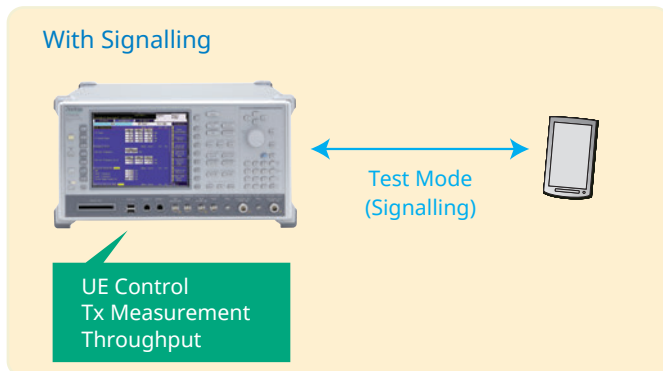 With Signalling
Test Mode
(Signalling)
UE Control
Tx Measurement
Throughput